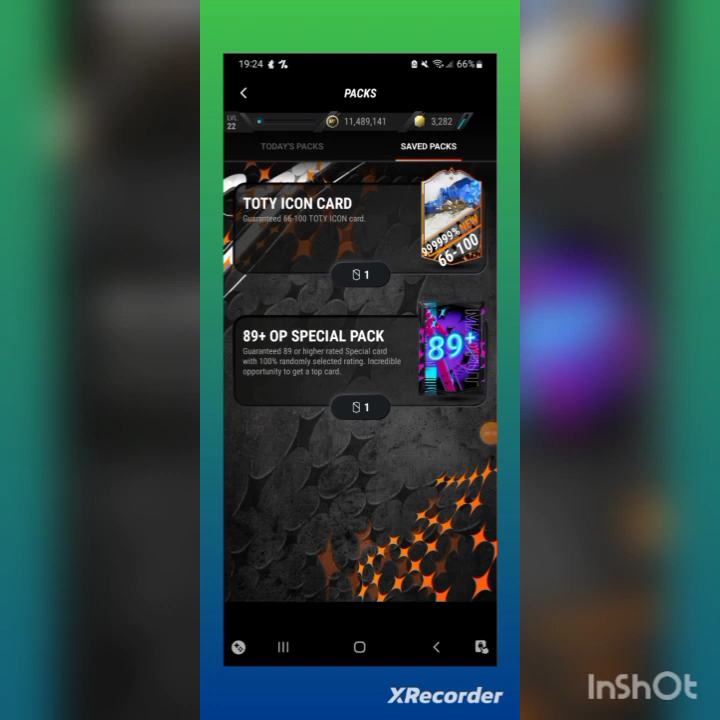 19:24
66%
PACKS
LVL
22
11,489,141
3,282
TODAY'S PACKS
SAVED PACKS
TOTY ICON CARD
Guaranteed 66-100 TOTY ICON card.
999999% NEW
66-100
1
89+ OP SPECIAL PACK
Guaranteed 89 or higher rated Special card
with 100% randomly selected rating. Incredible
opportunity to get a top card.
89+
1
XRecorder
InShOt